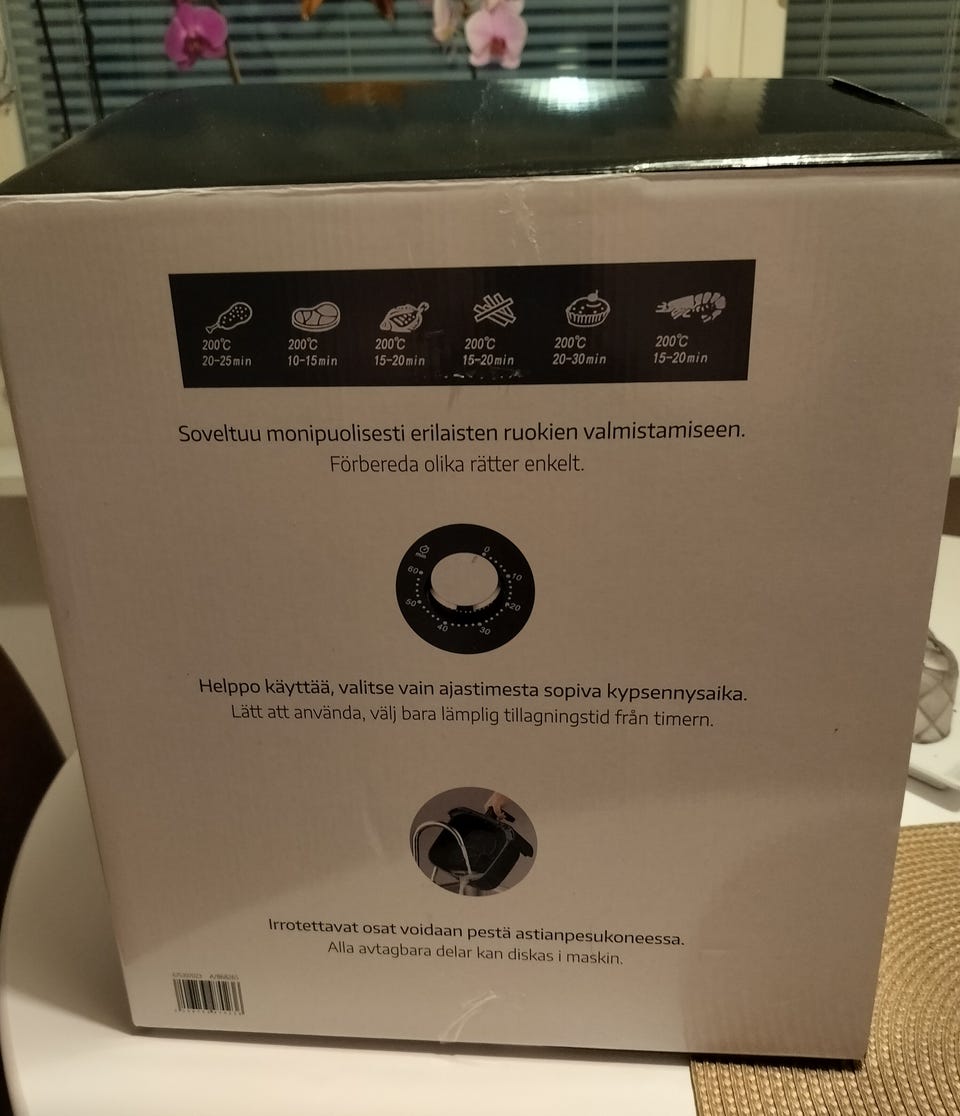 200°C 200°C 200°C 200°C 200°C 200°C
20-25min 10-15min 15-20min 15-20min 20-30min 15-20min
Soveltuu monipuolisesti erilaisten ruokien valmistamiseen.
Förbereda olika rätter enkelt.
0
10
20
30
40
50
60
Helppo käyttää, valitse vain ajastimesta sopiva kypsennysaika.
Lätt att använda, välj bara lämplig tillagningstid från timern.
Irrotettavat osat voidaan pestä astianpesukoneessa.
Alla avtagbara delar kan diskas i maskin.